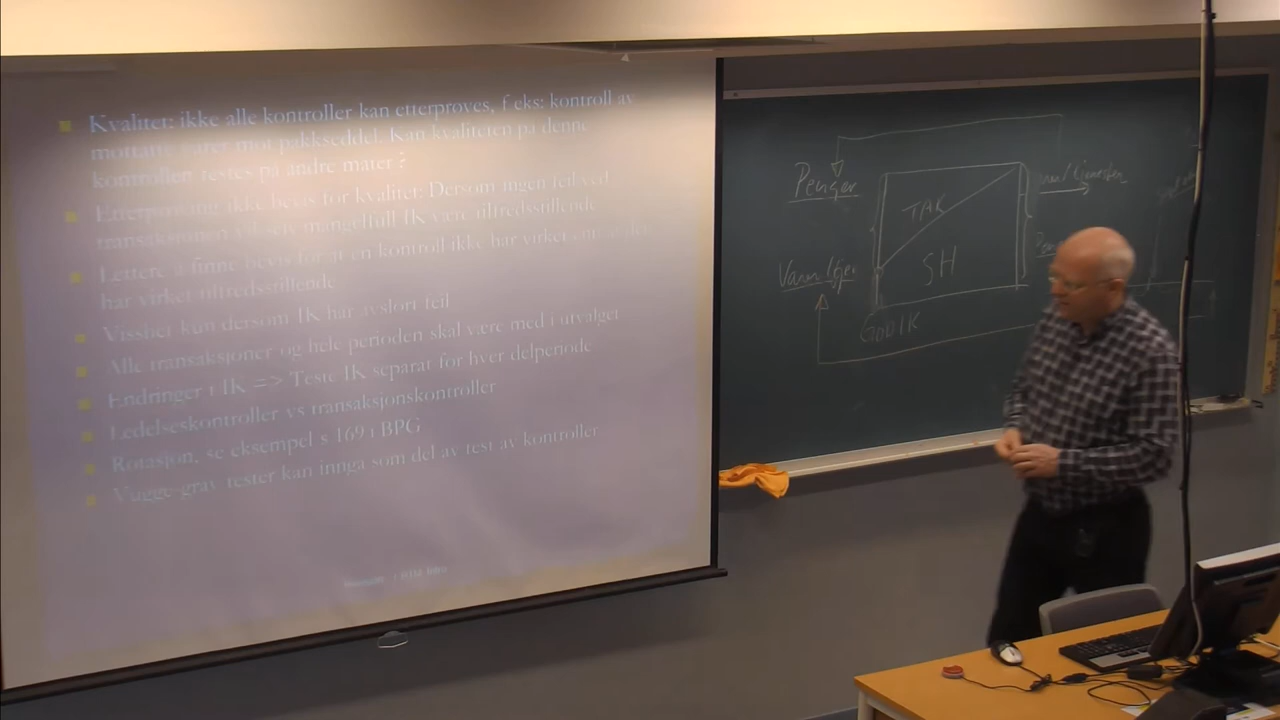 Kvalitet: ikke alle kontroller kan etterprøves, f.eks: kontroll av
mottatte varer mot pakkseddel. Kan kvaliteten på denne
kontrollen testes på andre måter ?
Etterprøving ikke bevis for kvalitet: Dersom ingen feil ved
transaksjonen vil selv mangelfull IK være tilfredsstillende
Lettere å finne bevis for at en kontroll ikke har virket enn at den
har virket tilfredsstillende
Visshet kun dersom IK har avslørt feil
Alle transaksjoner og hele perioden skal være med i utvalget
Endringer i IK => Teste IK separat for hver delperiode
Ledelseskontroller vs transaksjonskontroller
Rotasjon, se eksempel s 169 i BPG
Vugge-grav tester kan inngå som del av test av kontroller
Penger
TAK
SH
GOD IK